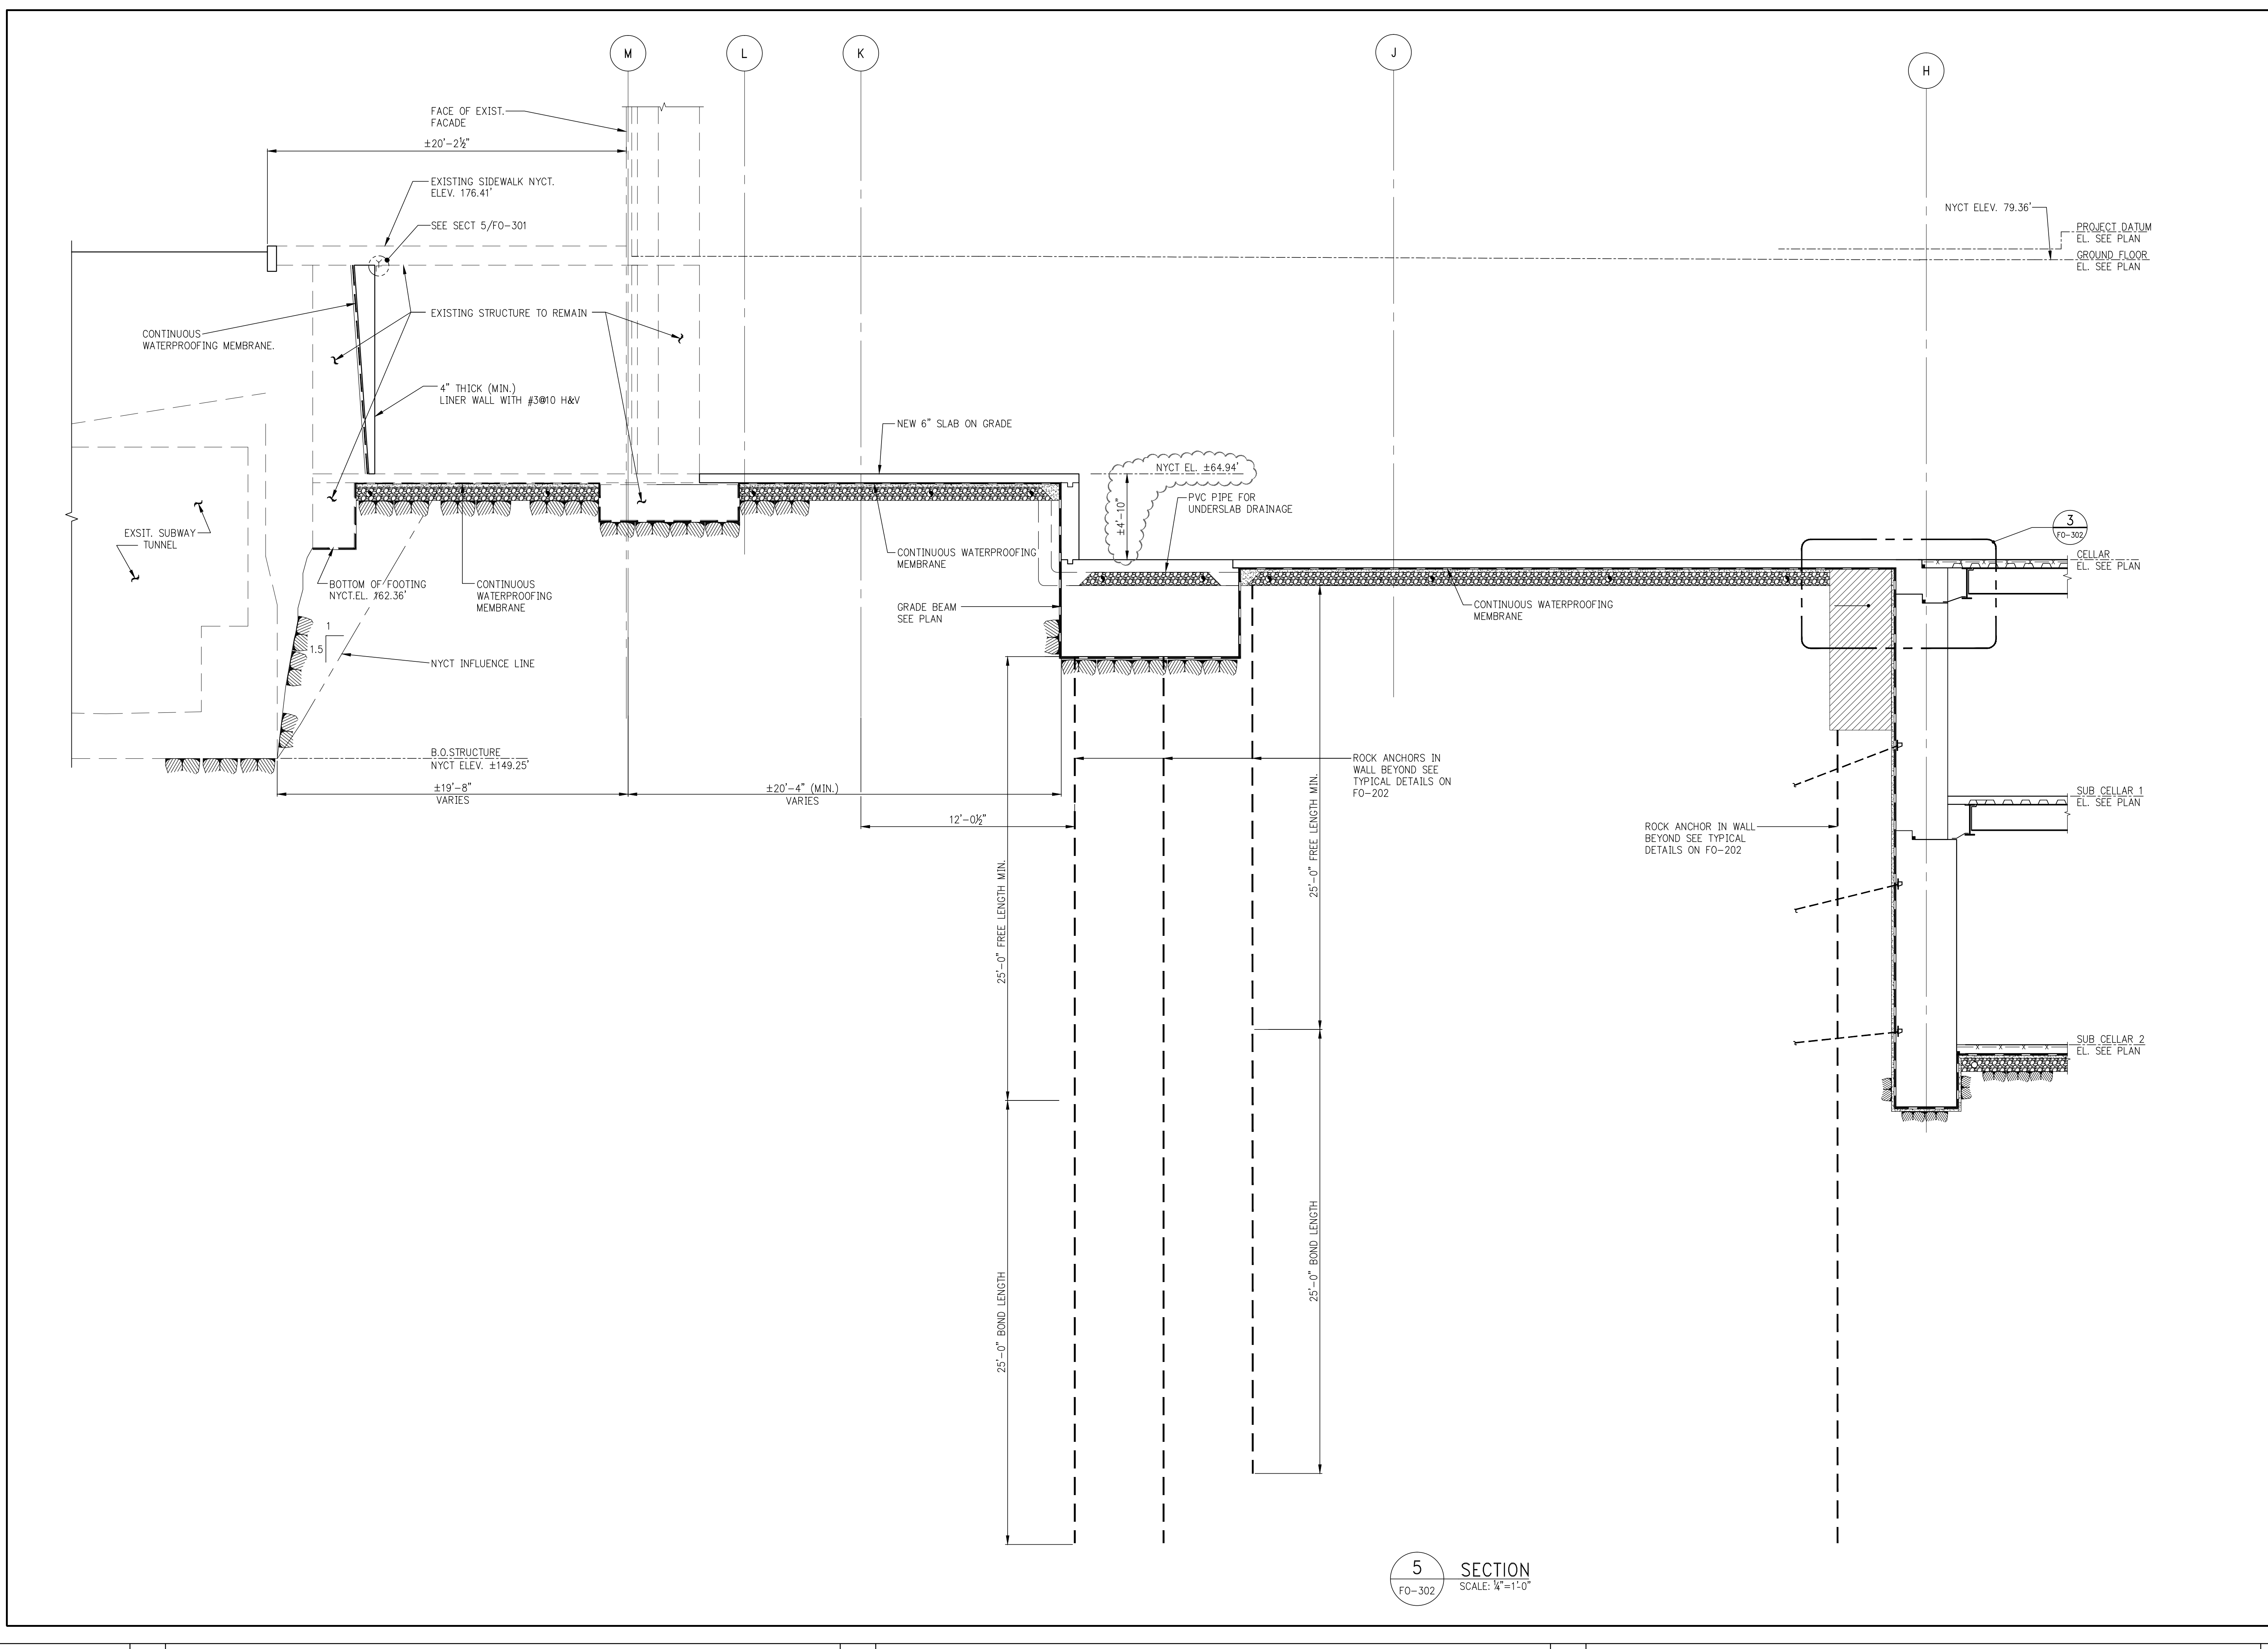 M
L
K
J
H
FACE OF EXIST.
FACADE
±20'-2½"
EXISTING SIDEWALK NYCT.
ELEV. 176.41'
SEE SECT 5/FO-301
NYCT ELEV. 79.36'
PROJECT DATUM
EL. SEE PLAN
GROUND FLOOR
EL. SEE PLAN
EXISTING STRUCTURE TO REMAIN
CONTINUOUS
WATERPROOFING MEMBRANE.
4" THICK (MIN.)
LINER WALL WITH #3@10 H&V
NEW 6" SLAB ON GRADE
NYCT EL. ±64.94'
±4'-10"
PVC PIPE FOR
UNDERSLAB DRAINAGE
EXSIT. SUBWAY
TUNNEL
3
FO-302
CELLAR
EL. SEE PLAN
CONTINUOUS WATERPROOFING
MEMBRANE
BOTTOM OF FOOTING
NYCT.EL. 162.36'
CONTINUOUS
WATERPROOFING
MEMBRANE
GRADE BEAM
SEE PLAN
CONTINUOUS WATERPROOFING
MEMBRANE
1
1.5
NYCT INFLUENCE LINE
B.O.STRUCTURE
NYCT ELEV. ±149.25'
ROCK ANCHORS IN
WALL BEYOND SEE
TYPICAL DETAILS ON
FO-202
±19'-8"
VARIES
±20'-4" (MIN.)
VARIES
12'-0½"
SUB CELLAR 1
EL. SEE PLAN
ROCK ANCHOR IN WALL
BEYOND SEE TYPICAL
DETAILS ON FO-202
25'-0" FREE LENGTH MIN.
25'-0" FREE LENGTH MIN.
SUB CELLAR 2
EL. SEE PLAN
25'-0" BOND LENGTH
25'-0" BOND LENGTH
5
FO-302
SECTION
SCALE: ¼"=1'-0"